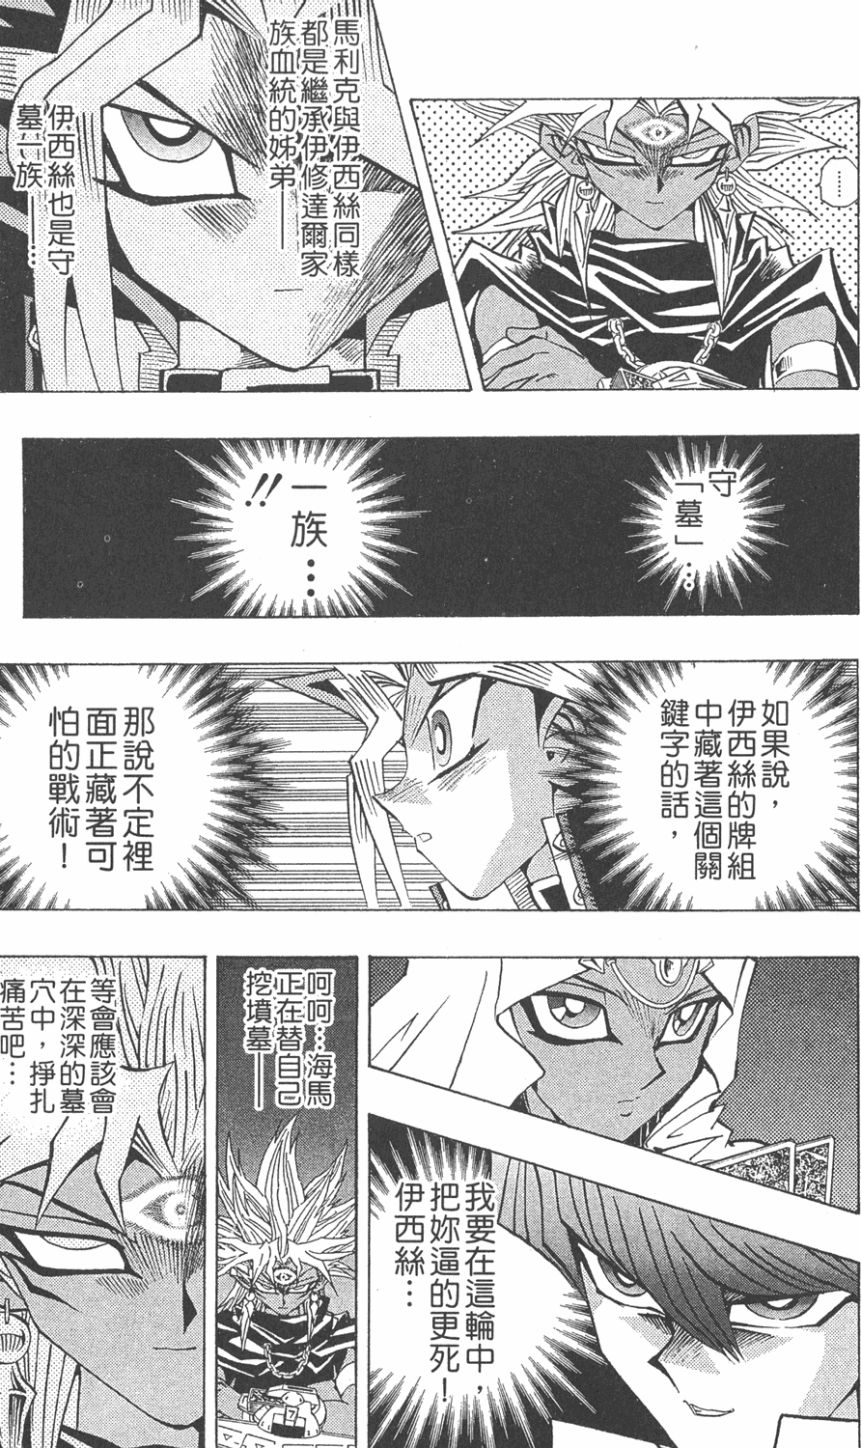 ……
馬利克與伊西絲同樣
都是繼承伊修達爾家
族血統的姊弟——
伊西絲也是守
墓一族——…
守
「墓」…
一族…
!!
如果說，
伊西絲的牌組
中藏著這個關
鍵字的話，
那說不定裡
面正藏著可
怕的戰術！
我要在這輪中，
把妳逼的更死！
伊西絲…
呵呵…海馬
正在替自己
挖墳墓——
等會應該會
在深深的墓
穴中，掙扎
痛苦吧…